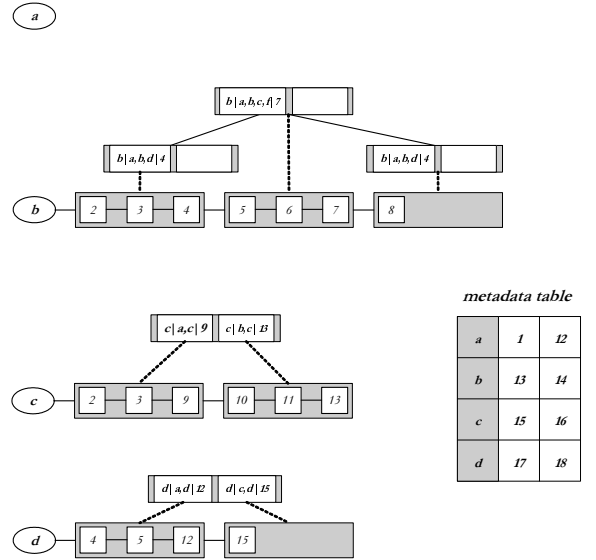 a
b | a,b,c,f | 7
b | a,b,d | 4
b | a,b,d | 4
b 2 3 4 5 6 7 8
metadata table
c | a,c | 9 c | b,c | 13
a 1 12
b 13 14
c 2 3 9 10 11 13
c 15 16
d 17 18
d | a,d | 12 d | c,d | 15
d 4 5 12 15